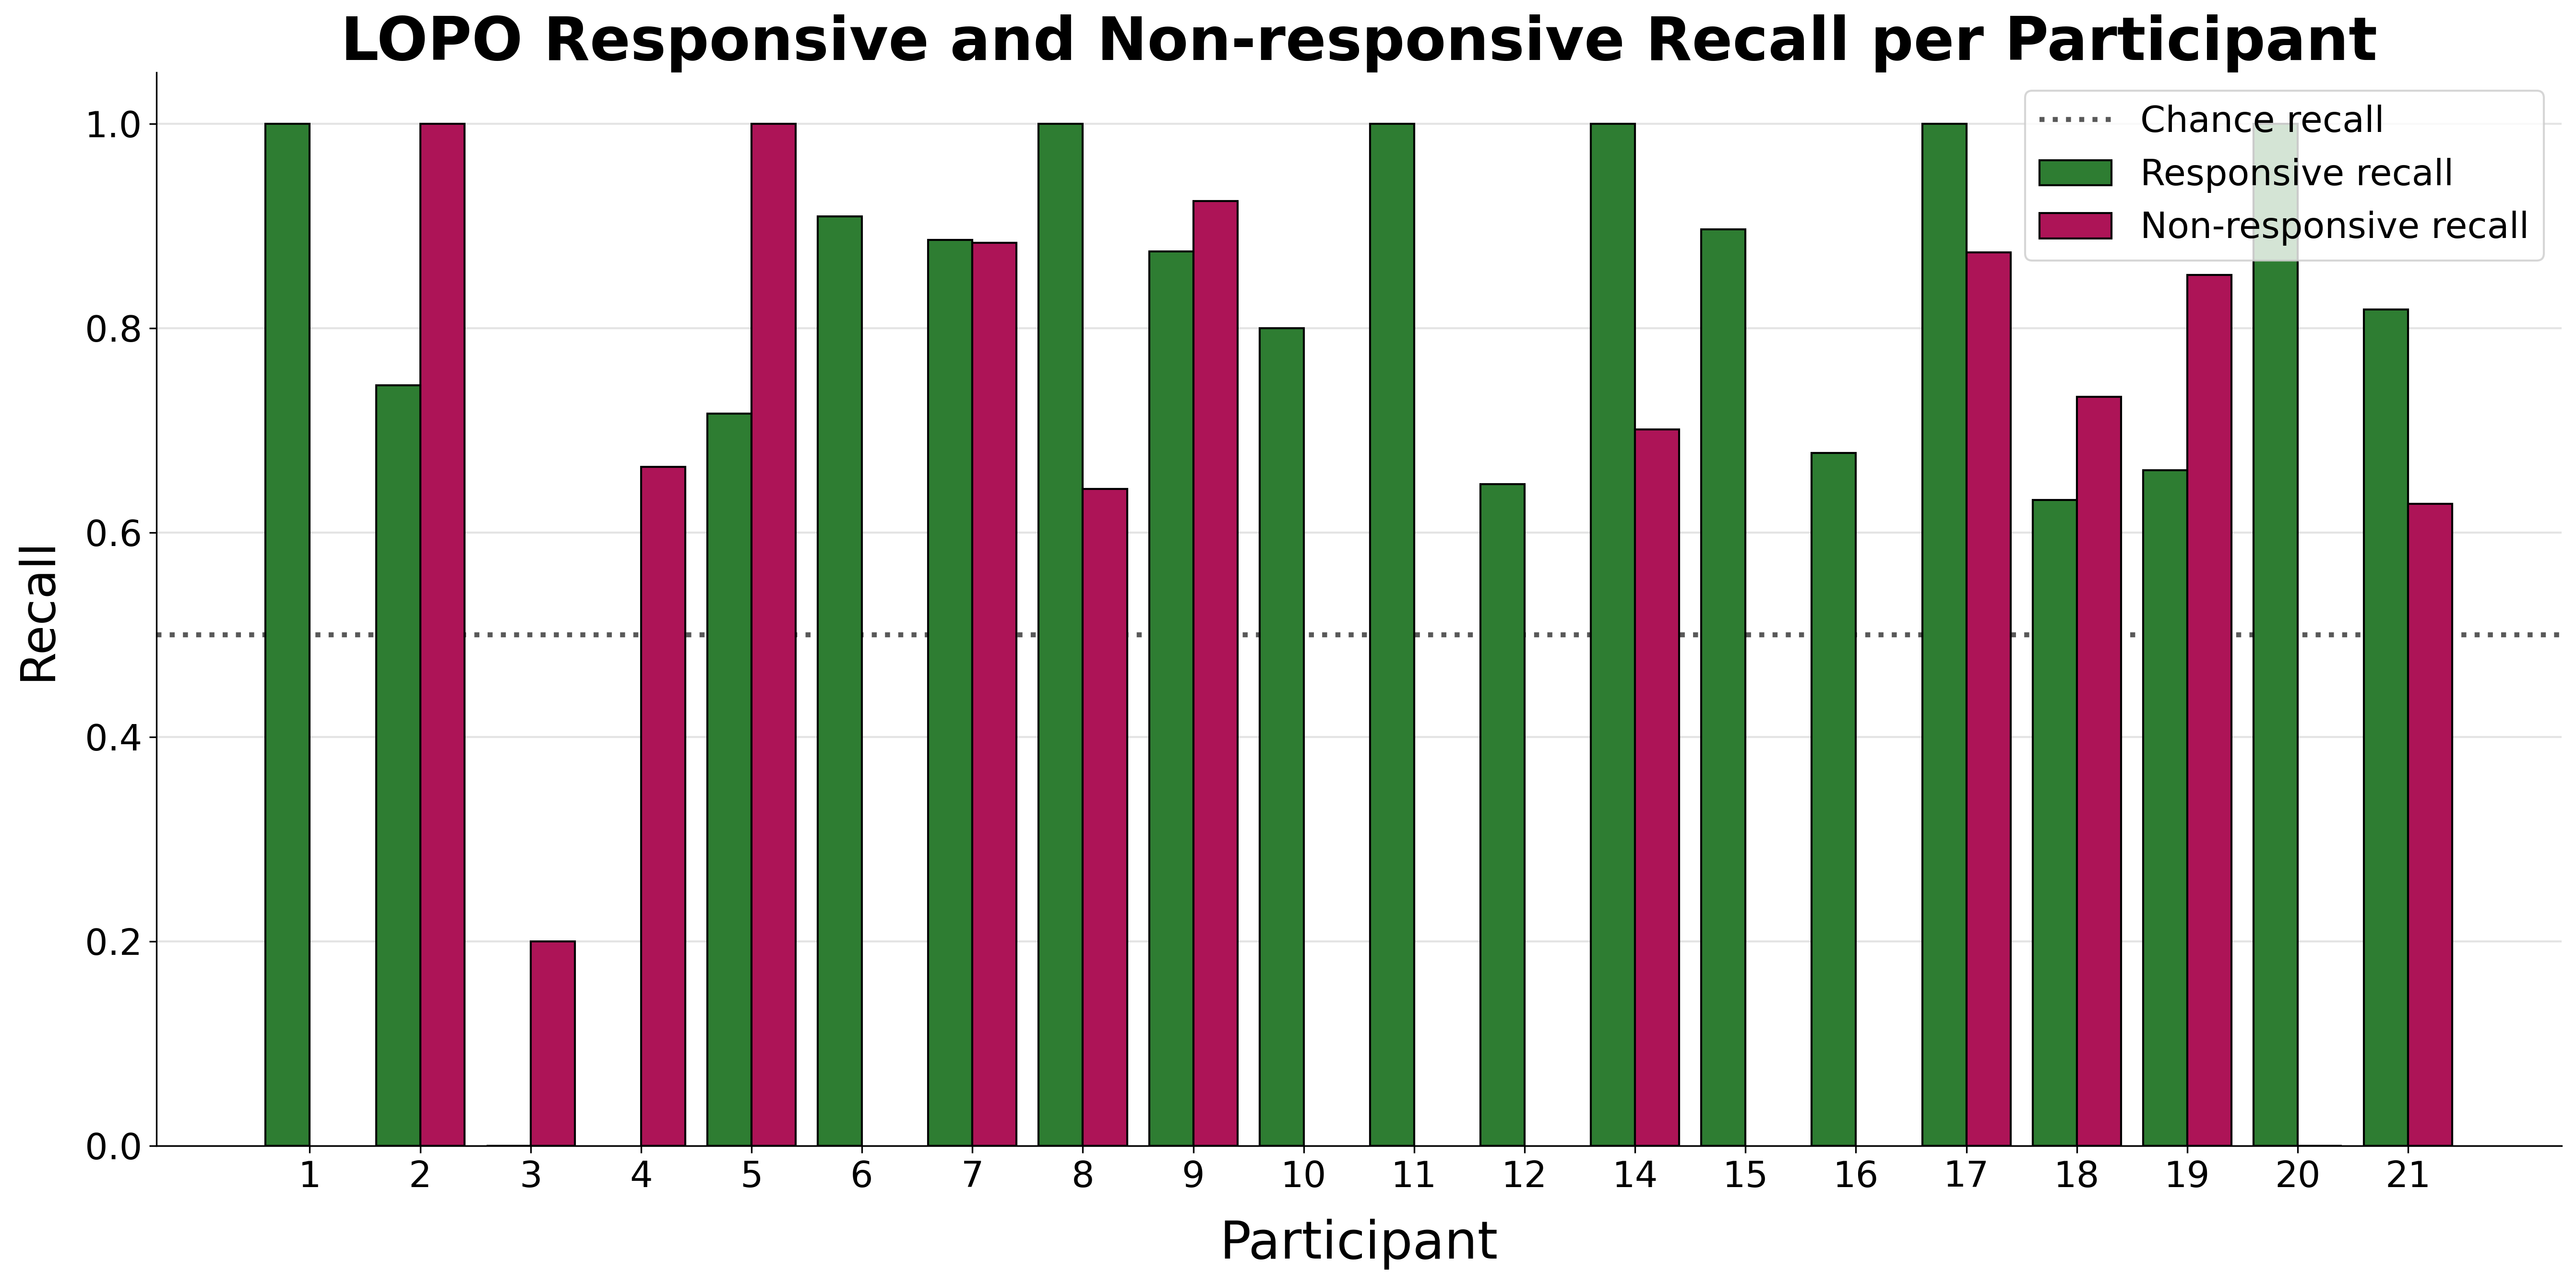 LOPO Responsive and Non-responsive Recall per Participant
Chance recall
Responsive recall
Non-responsive recall
1.0
0.8
0.6
0.4
0.2
0.0
Recall
1 2 3 4 5 6 7 8 9 10 11 12 14 15 16 17 18 19 20 21
Participant